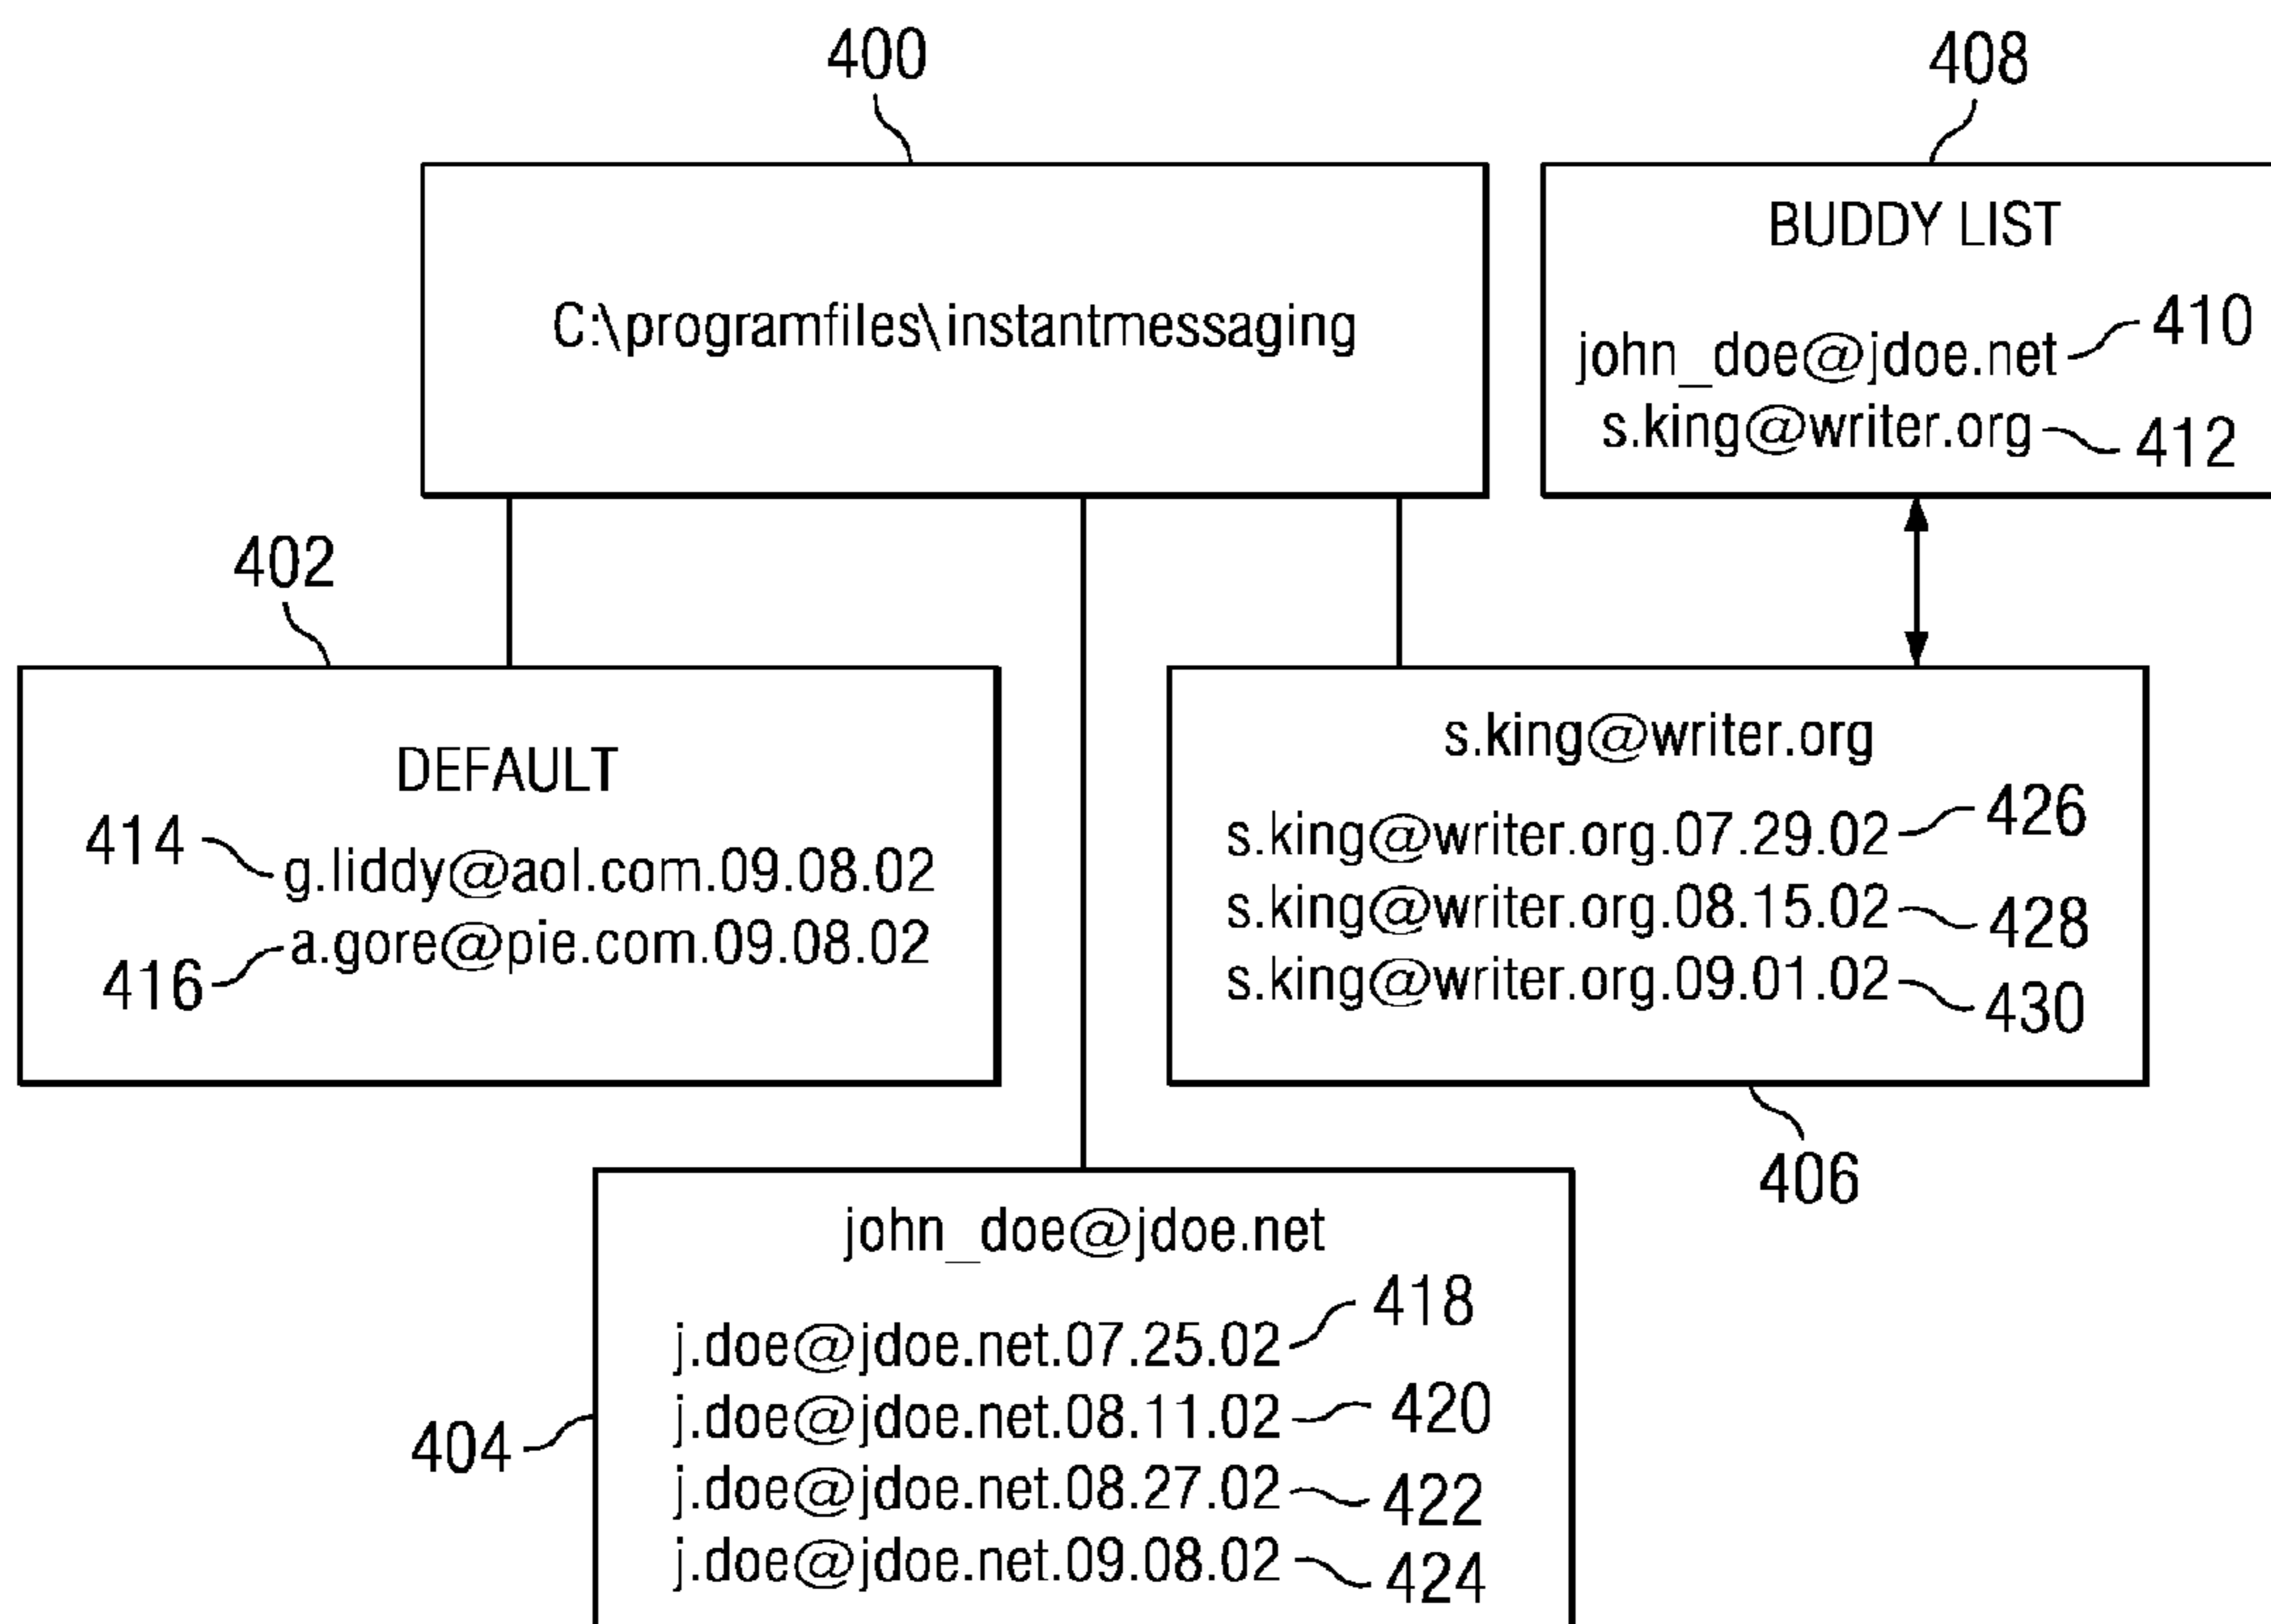 400
408
C:\programfiles\instantmessaging
BUDDY LIST
john_doe@jdoe.net 410
s.king@writer.org 412
402
DEFAULT
414 g.liddy@aol.com.09.08.02
416 a.gore@pie.com.09.08.02
s.king@writer.org
s.king@writer.org.07.29.02 426
s.king@writer.org.08.15.02 428
s.king@writer.org.09.01.02 430
406
john_doe@jdoe.net
j.doe@jdoe.net.07.25.02 418
j.doe@jdoe.net.08.11.02 420
404
j.doe@jdoe.net.08.27.02 422
j.doe@jdoe.net.09.08.02 424